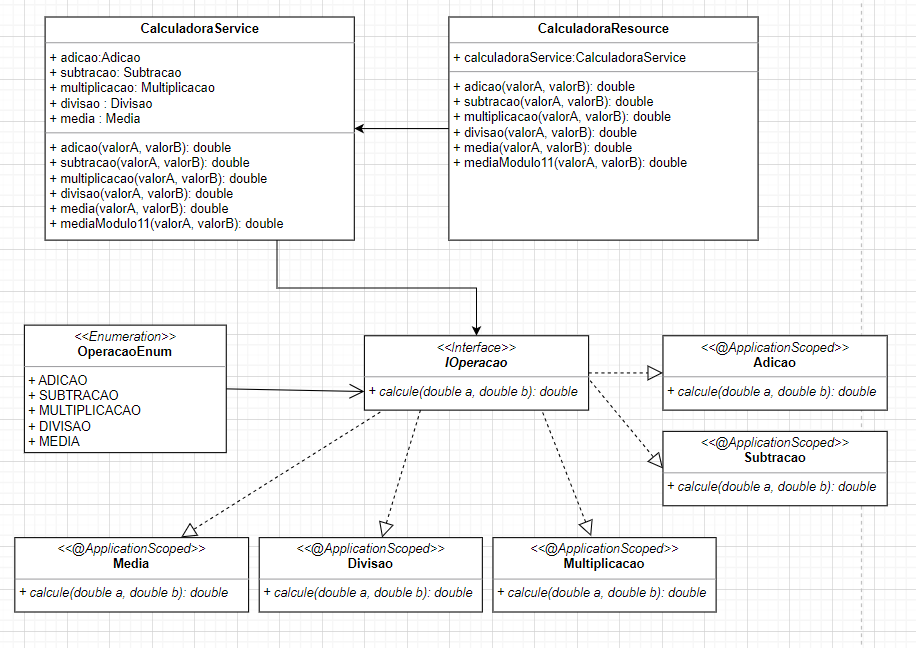 CalculadoraService
+ adicao:Adicao
+ subtracao: Subtracao
+ multiplicacao: Multiplicacao
+ divisao : Divisao
+ media : Media
+ adicao(valorA, valorB): double
+ subtracao(valorA, valorB): double
+ multiplicacao(valorA, valorB): double
+ divisao(valorA, valorB): double
+ media(valorA, valorB): double
+ mediaModulo11(valorA, valorB): double
CalculadoraResource
+ calculadoraService:CalculadoraService
+ adicao(valorA, valorB): double
+ subtracao(valorA, valorB): double
+ multiplicacao(valorA, valorB): double
+ divisao(valorA, valorB): double
+ media(valorA, valorB): double
+ mediaModulo11(valorA, valorB): double
<<Enumeration>>
OperacaoEnum
+ ADICAO
+ SUBTRACAO
+ MULTIPLICACAO
+ DIVISAO
+ MEDIA
<<Interface>>
IOperacao
+ calcule(double a, double b): double
<<@ApplicationScoped>>
Adicao
+ calcule(double a, double b): double
<<@ApplicationScoped>>
Subtracao
+ calcule(double a, double b): double
<<@ApplicationScoped>>
Media
+ calcule(double a, double b): double
<<@ApplicationScoped>>
Divisao
+ calcule(double a, double b): double
<<@ApplicationScoped>>
Multiplicacao
+ calcule(double a, double b): double